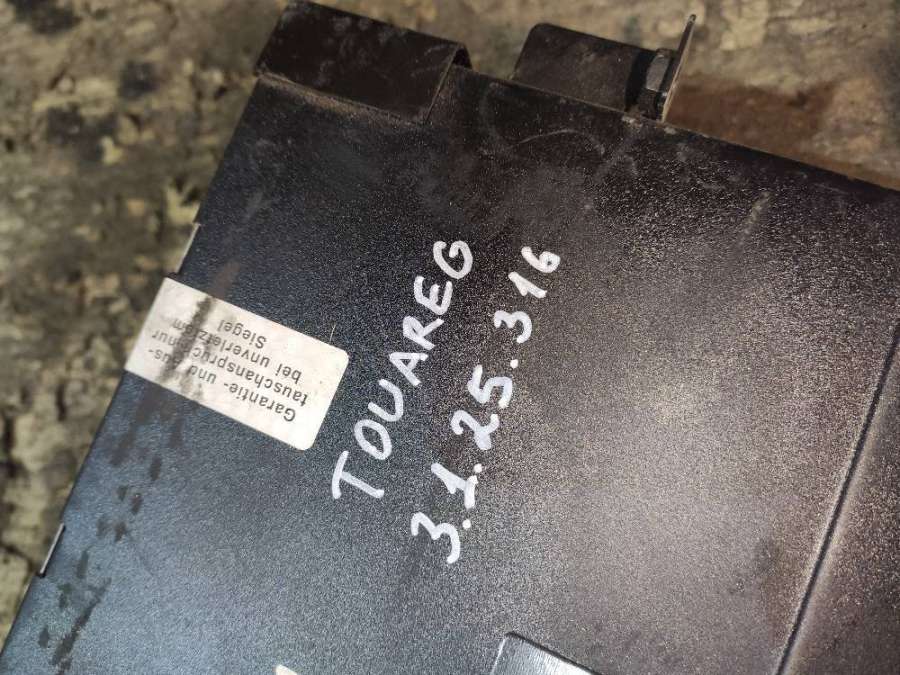 TOUAREG
3.1.25.316
Garantie- und Aus-
tauschanspruch nur
bei unverletztem
Siegel